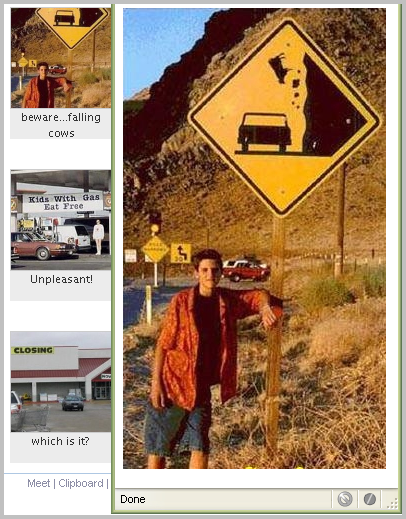 beware...falling
cows
Kids With Gas
Eat Free
Unpleasant!
CLOSING
which is it?
Meet | Clipboard |
Done